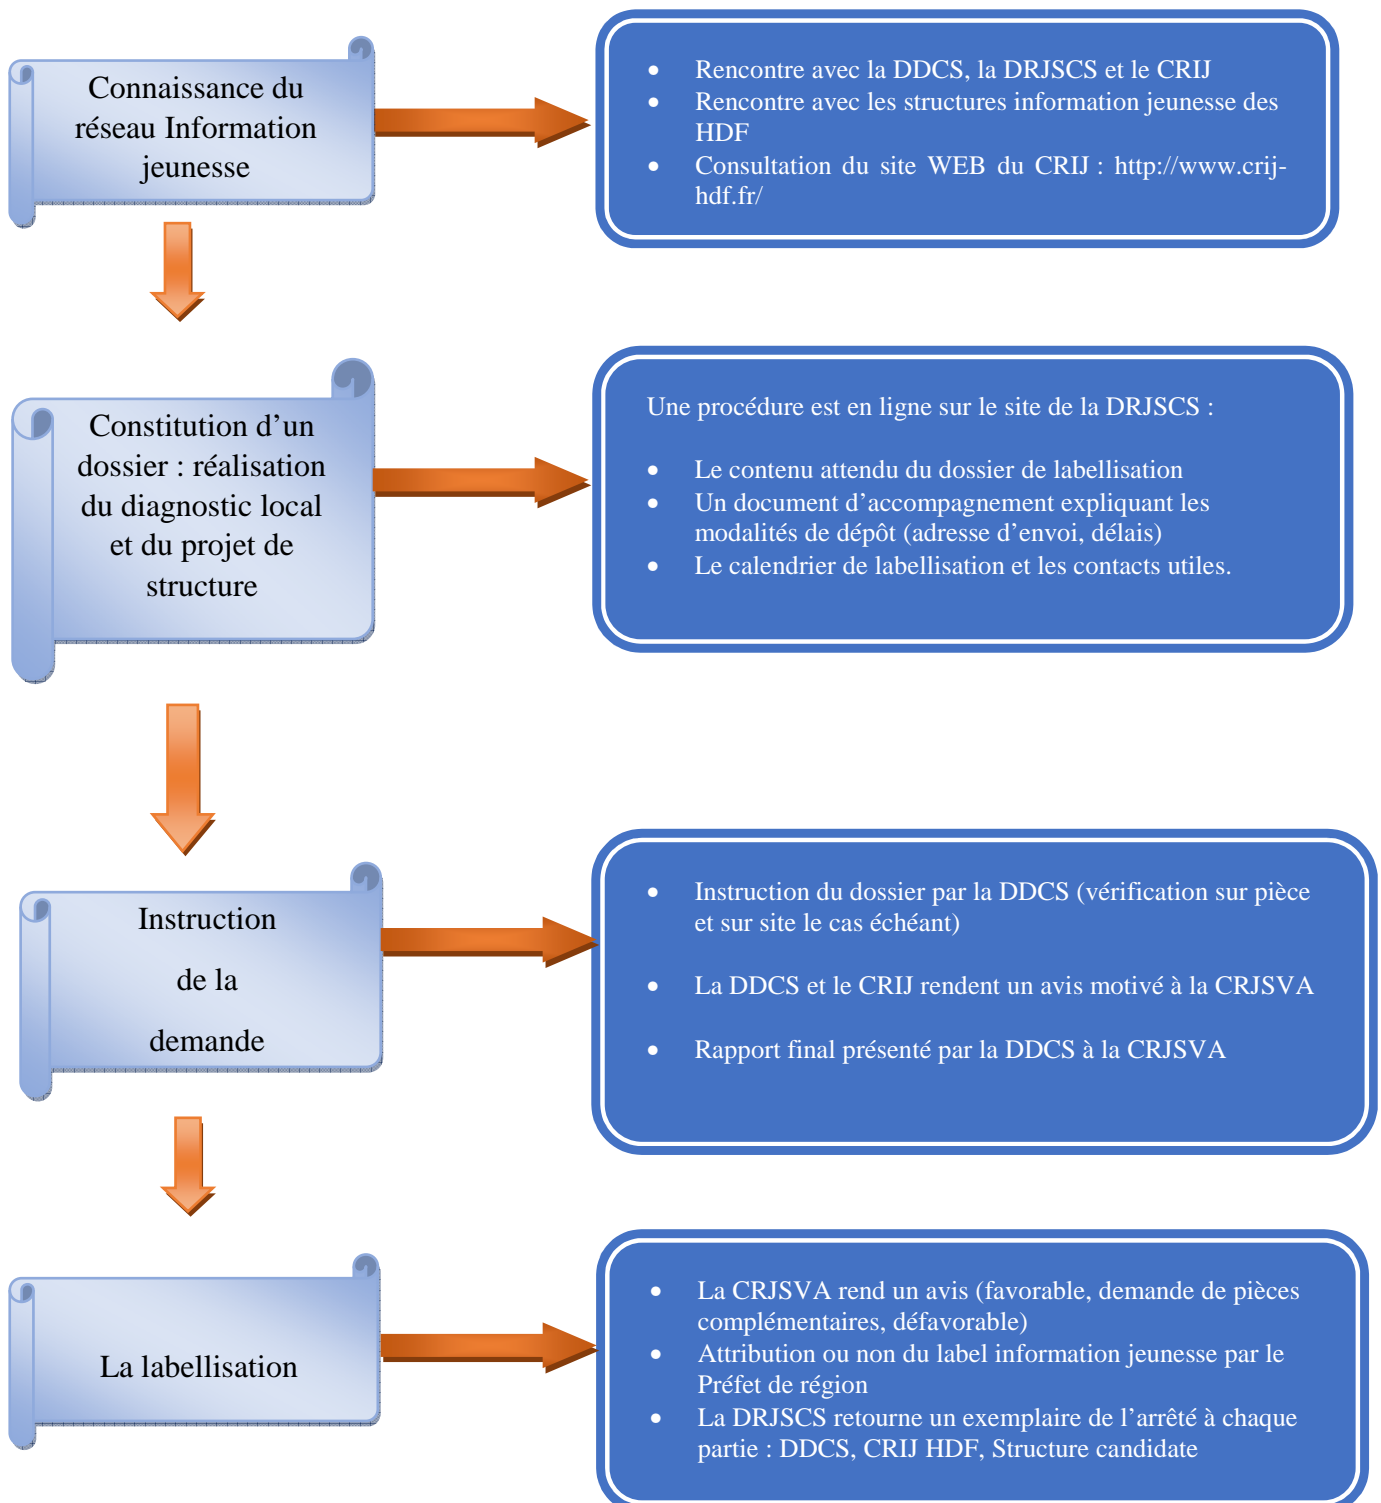 Connaissance du
réseau Information
jeunesse
• Rencontre avec la DDCS, la DRJSCS et le CRIJ
• Rencontre avec les structures information jeunesse des
HDF
• Consultation du site WEB du CRIJ : http://www.crij-
hdf.fr/
Constitution d’un
dossier : réalisation
du diagnostic local
et du projet de
structure
Une procédure est en ligne sur le site de la DRJSCS :
• Le contenu attendu du dossier de labellisation
• Un document d’accompagnement expliquant les
modalités de dépôt (adresse d’envoi, délais)
• Le calendrier de labellisation et les contacts utiles.
Instruction
de la
demande
• Instruction du dossier par la DDCS (vérification sur pièce
et sur site le cas échéant)
• La DDCS et le CRIJ rendent un avis motivé à la CRJSVA
• Rapport final présenté par la DDCS à la CRJSVA
La labellisation
• La CRJSVA rend un avis (favorable, demande de pièces
complémentaires, défavorable)
• Attribution ou non du label information jeunesse par le
Préfet de région
• La DRJSCS retourne un exemplaire de l’arrêté à chaque
partie : DDCS, CRIJ HDF, Structure candidate